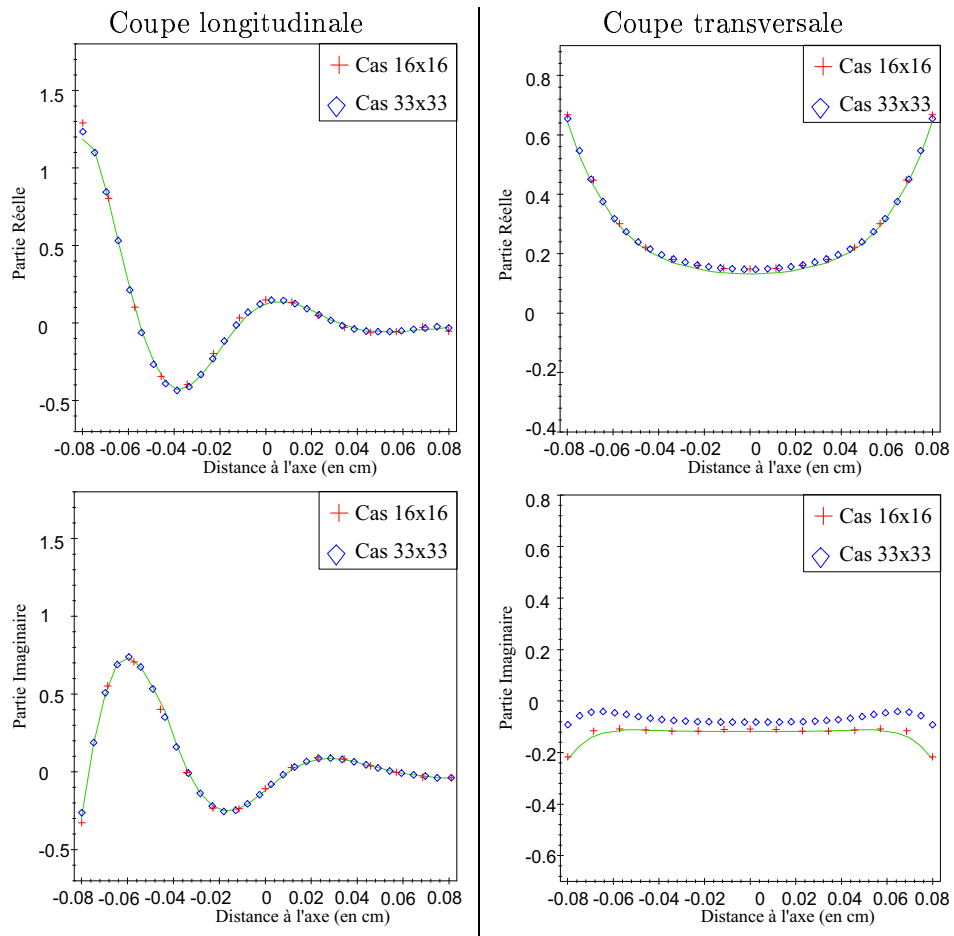 Coupe longitudinale
Cas 16x16
Cas 33x33
1.5
1
0.5
0
-0.5
Partie Réelle
-0.08 -0.06 -0.04 -0.02 0 0.02 0.04 0.06 0.08
Distance à l'axe (en cm)
Coupe transversale
Cas 16x16
Cas 33x33
0.8
0.6
0.4
0.2
0
-0.2
-0.4
Partie Réelle
-0.08 -0.06 -0.04 -0.02 0 0.02 0.04 0.06 0.08
Distance à l'axe (en cm)
Cas 16x16
Cas 33x33
1.5
1
0.5
0
-0.5
Partie Imaginaire
-0.08 -0.06 -0.04 -0.02 0 0.02 0.04 0.06 0.08
Distance à l'axe (en cm)
Cas 16x16
Cas 33x33
0.8
0.6
0.4
0.2
0
-0.2
-0.4
-0.6
Partie Imaginaire
-0.08 -0.06 -0.04 -0.02 0 0.02 0.04 0.06 0.08
Distance à l'axe (en cm)